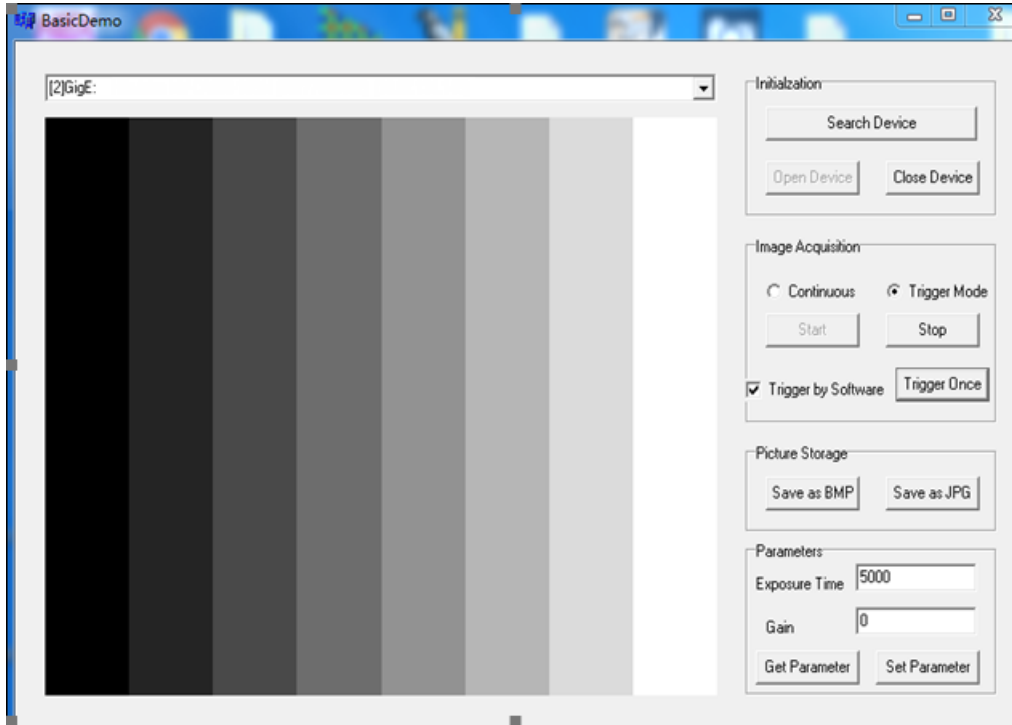 BasicDemo
[2]GigE:
Initialzation
Search Device
Open Device Close Device
Image Acquisition
Continuous Trigger Mode
Start Stop
Trigger by Software Trigger Once
Picture Storage
Save as BMP Save as JPG
Parameters
Exposure Time 5000
Gain 0
Get Parameter Set Parameter